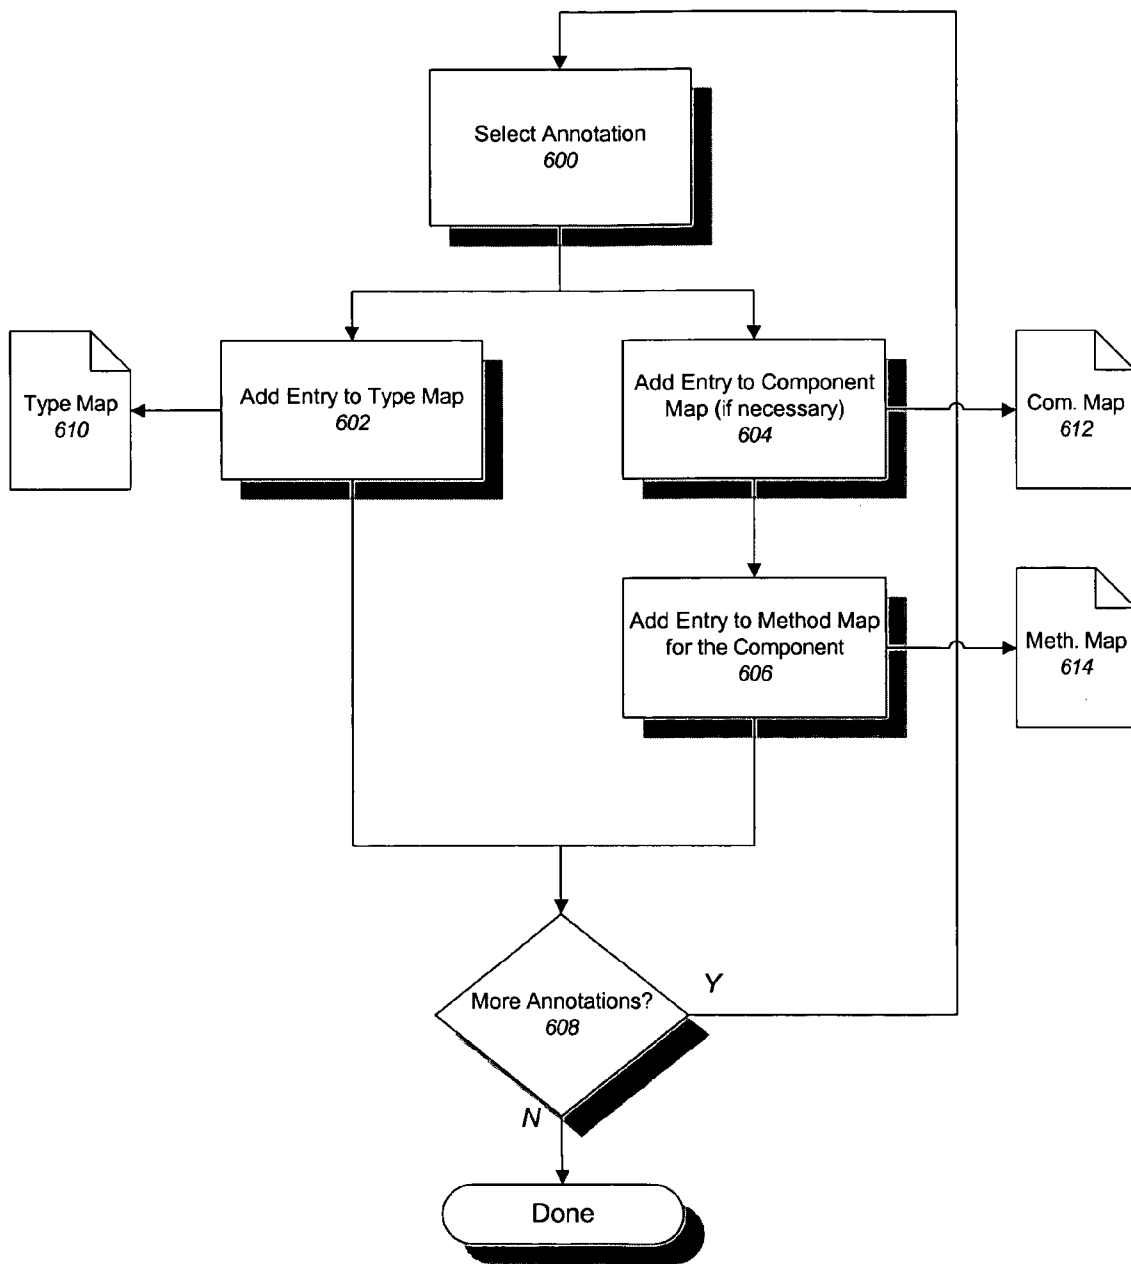 Select Annotation
600
Type Map
610
Add Entry to Type Map
602
Add Entry to Component
Map (if necessary)
604
Com. Map
612
Add Entry to Method Map
for the Component
606
Meth. Map
614
More Annotations?
608
Y
N
Done